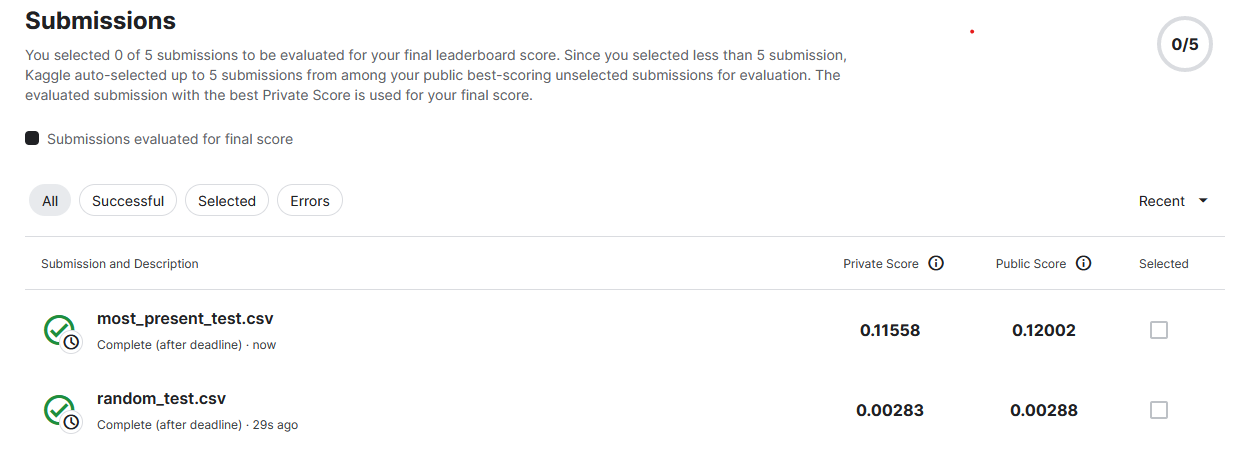 Submissions
0/5
You selected 0 of 5 submissions to be evaluated for your final leaderboard score. Since you selected less than 5 submission,
Kaggle auto-selected up to 5 submissions from among your public best-scoring unselected submissions for evaluation. The
evaluated submission with the best Private Score is used for your final score.
Submissions evaluated for final score
All Successful Selected Errors Recent
Submission and Description Private Score Public Score Selected
most_present_test.csv
Complete (after deadline) · now
0.11558 0.12002
random_test.csv
Complete (after deadline) · 29s ago
0.00283 0.00288